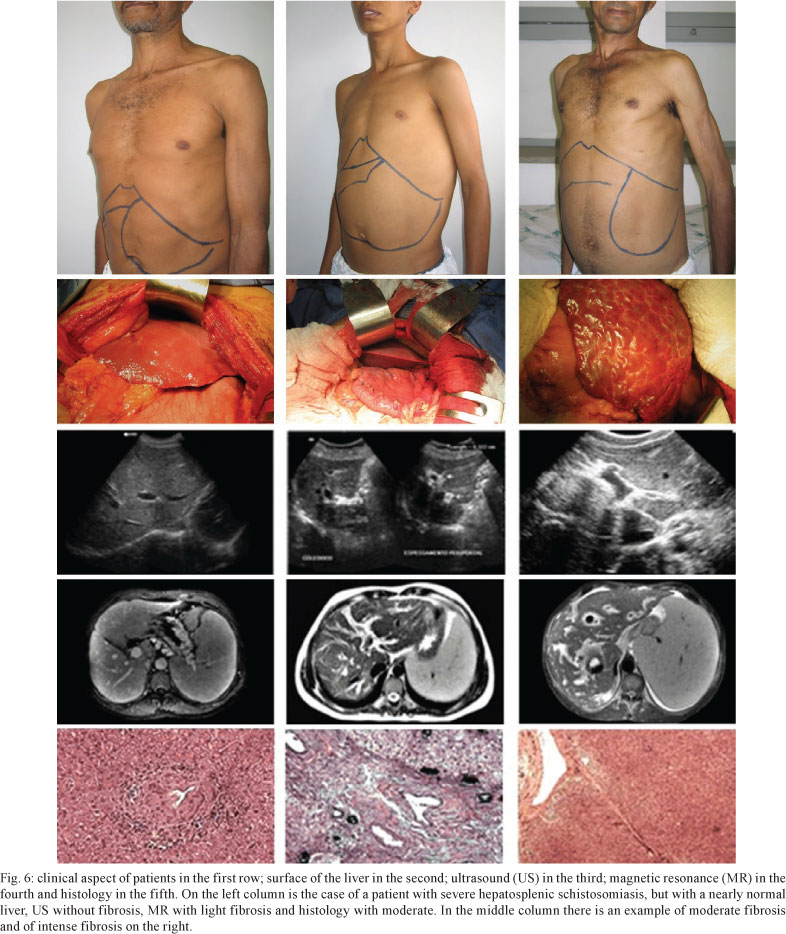 COLEDOCO
ESPESSAMENTO PERIPORTAL
Fig. 6: clinical aspect of patients in the first row; surface of the liver in the second; ultrasound (US) in the third; magnetic resonance (MR) in the
fourth and histology in the fifth. On the left column is the case of a patient with severe hepatosplenic schistosomiasis, but with a nearly normal
liver, US without fibrosis, MR with light fibrosis and histology with moderate. In the middle column there is an example of moderate fibrosis
and of intense fibrosis on the right.